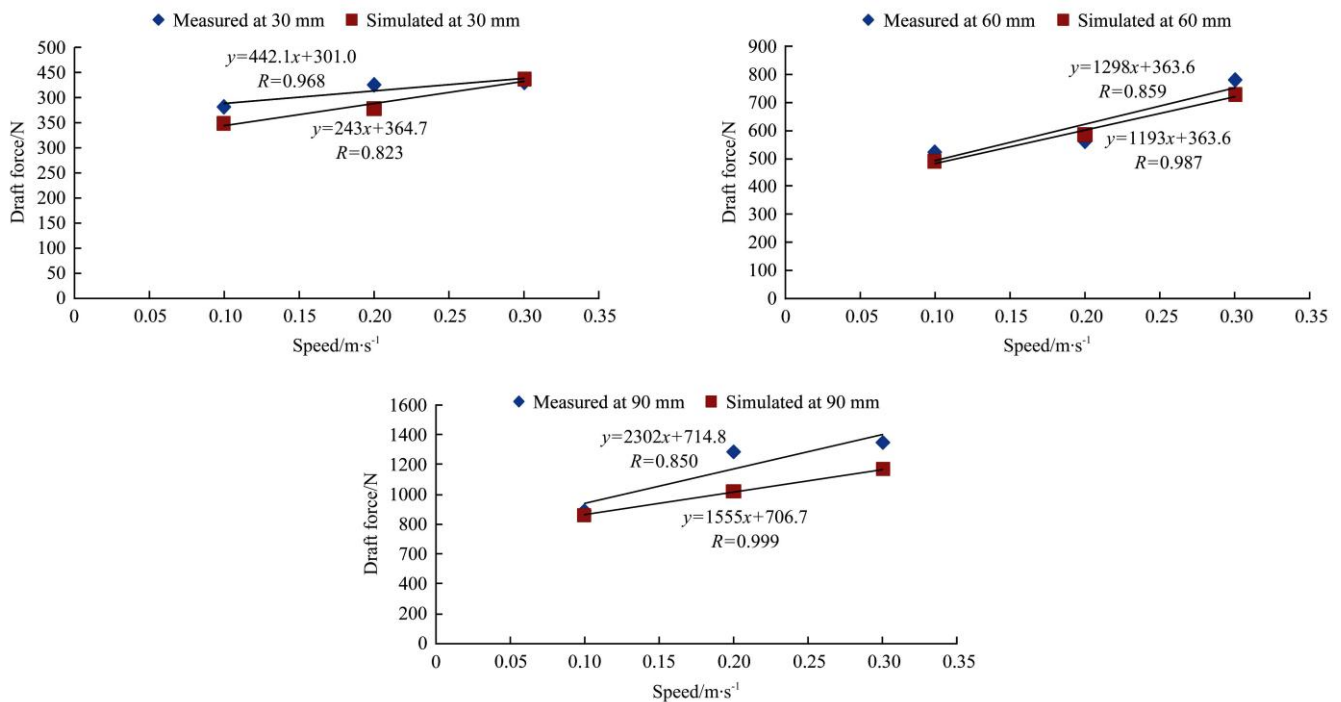 Measured at 30 mm Simulated at 30 mm
500
450
300
350
300
250
200
150
100
50
0
Draft force/N
y=442.1x+301.0
R=0.968
y=243x+364.7
R=0.823
0 0.05 0.10 0.15 0.20 0.25 0.30 0.35
Speed/m·s⁻¹
Measured at 60 mm Simulated at 60 mm
900
800
700
600
500
400
300
200
100
0
Draft force/N
y=1298x+363.6
R=0.859
y=1193x+363.6
R=0.987
0 0.05 0.10 0.15 0.20 0.25 0.30 0.35
Speed/m·s⁻¹
Measured at 90 mm Simulated at 90 mm
1600
1400
1200
1000
800
700
400
200
0
Draft force/N
y=2302x+714.8
R=0.850
y=1555x+706.7
R=0.999
0 0.05 0.10 0.15 0.20 0.25 0.30 0.35
Speed/m·s⁻¹